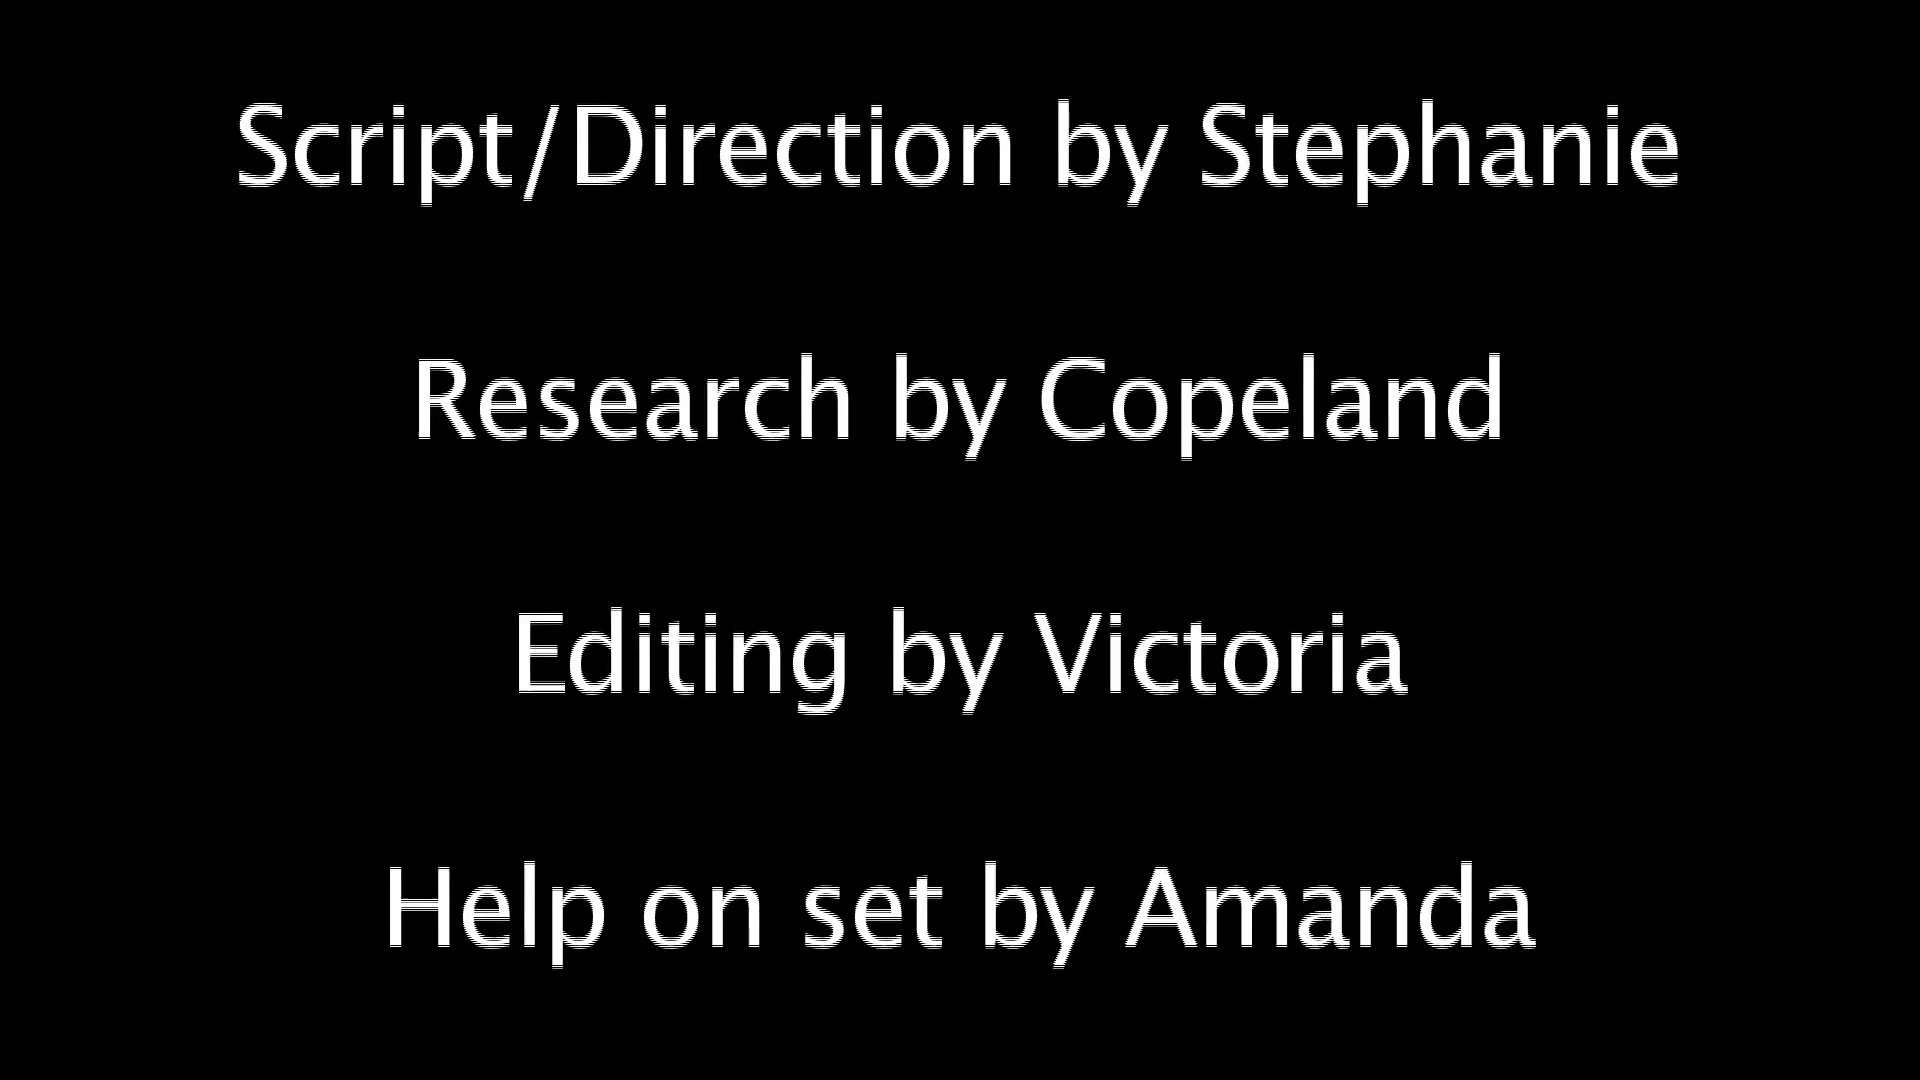 Script/Direction by Stephanie
Research by Copeland
Editing by Victoria
Help on set by Amanda